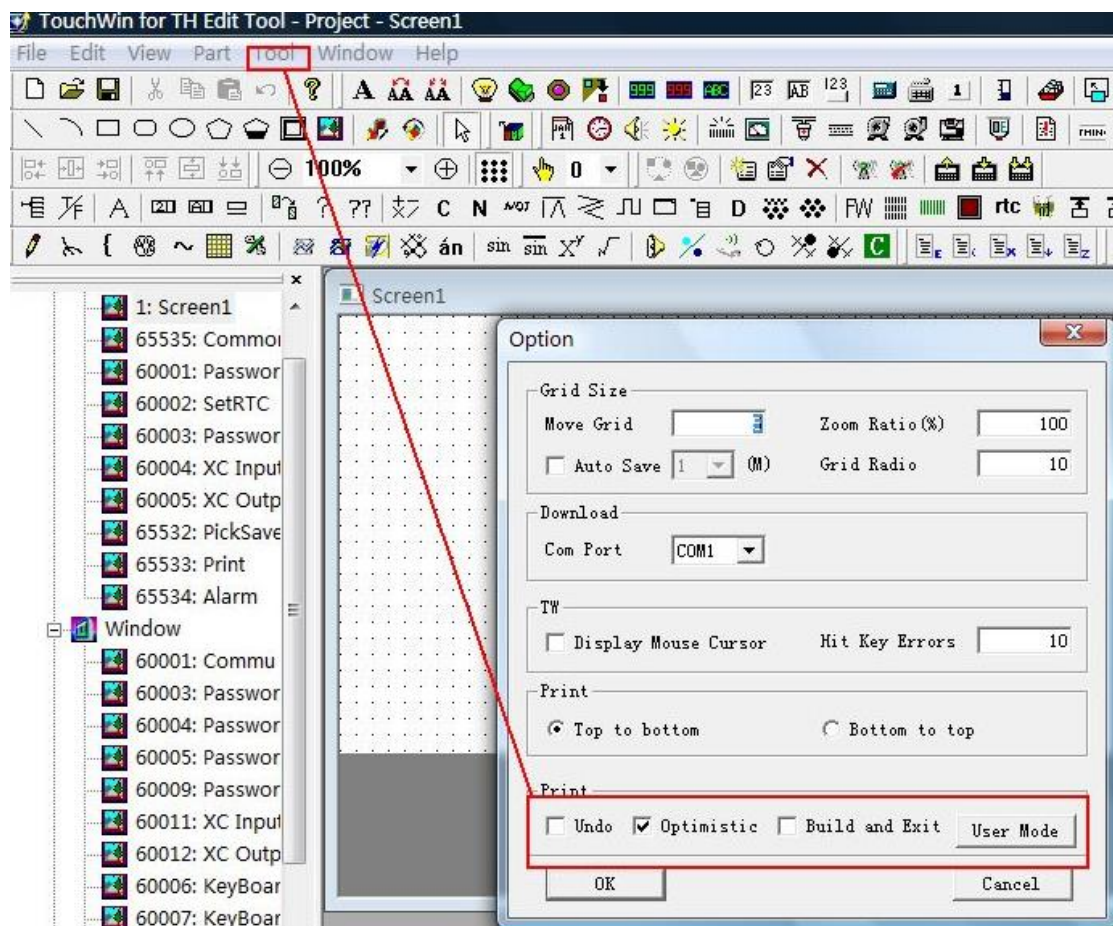 TouchWin for TH Edit Tool - Project - Screen1
File Edit View Part Tool Window Help
100%
0
FW
rtc
án
sin
1: Screen1
65535: Commo
60001: Passwor
60002: SetRTC
60003: Passwor
60004: XC Input
60005: XC Outp
65532: PickSave
65533: Print
65534: Alarm
Window
60001: Commu
60003: Passwor
60004: Passwor
60005: Passwor
60009: Passwor
60011: XC Input
60012: XC Outp
60006: KeyBoar
60007: KeyBoar
Screen1
Option
Grid Size
Move Grid Zoom Ratio(%) 100
Auto Save 1 (M) Grid Radio 10
Download
Com Port COM1
TW
Display Mouse Cursor Hit Key Errors 10
Print
Top to bottom Bottom to top
Print
Undo Optimistic Build and Exit User Mode
OK Cancel